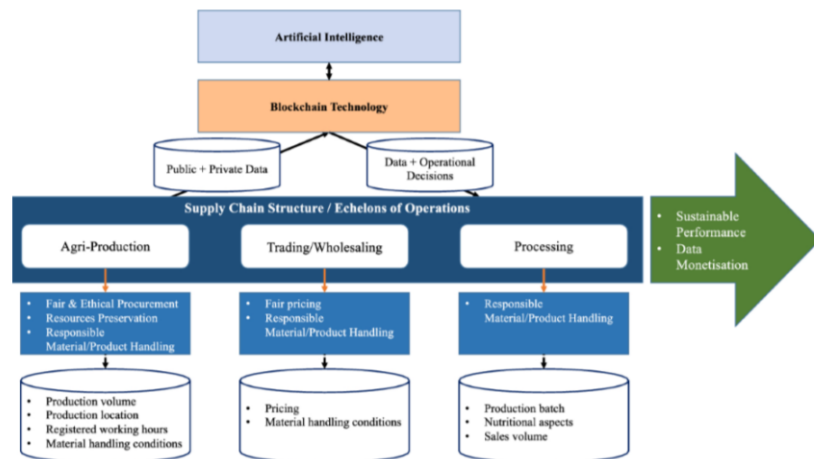 Artificial Intelligence
Blockchain Technology
Public + Private Data
Data + Operational
Decisions
Supply Chain Structure / Echelons of Operations
Agri-Production
Trading/Wholesaling
Processing
• Sustainable
Performance
• Data
Monetisation
• Fair & Ethical Procurement
• Resources Preservation
• Responsible
Material/Product Handling
• Fair pricing
• Responsible
Material/Product Handling
• Responsible
Material/Product Handling
• Production volume
• Production location
• Registered working hours
• Material handling conditions
• Pricing
• Material handling conditions
• Production batch
• Nutritional aspects
• Sales volume